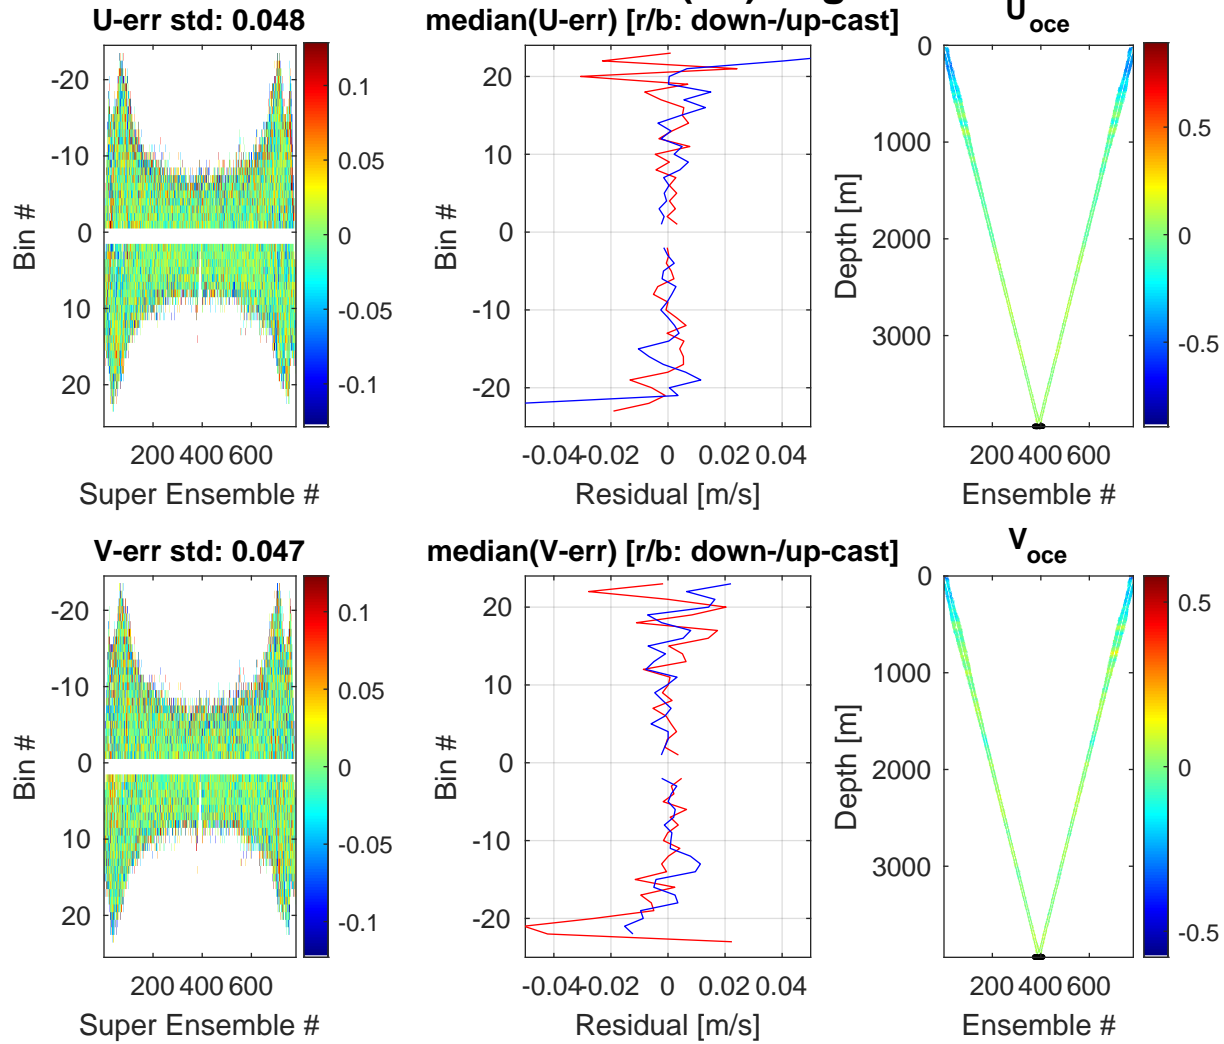 U-err std: 0.048
median(U-err) [r/b: down-/up-cast]
U_oce
-20
-10
0
10
20
Bin #
200 400 600
Super Ensemble #
0.1
0.05
0
-0.05
-0.1
20
10
0
-10
-20
Bin #
-0.04 -0.02 0 0.02 0.04
Residual [m/s]
0
1000
2000
3000
Depth [m]
200 400 600
Ensemble #
0.5
0
-0.5
V-err std: 0.047
median(V-err) [r/b: down-/up-cast]
V_oce
-20
-10
0
10
20
Bin #
200 400 600
Super Ensemble #
0.1
0.05
0
-0.05
-0.1
20
10
0
-10
-20
Bin #
-0.04 -0.02 0 0.02 0.04
Residual [m/s]
0
1000
2000
3000
Depth [m]
200 400 600
Ensemble #
0.5
0
-0.5